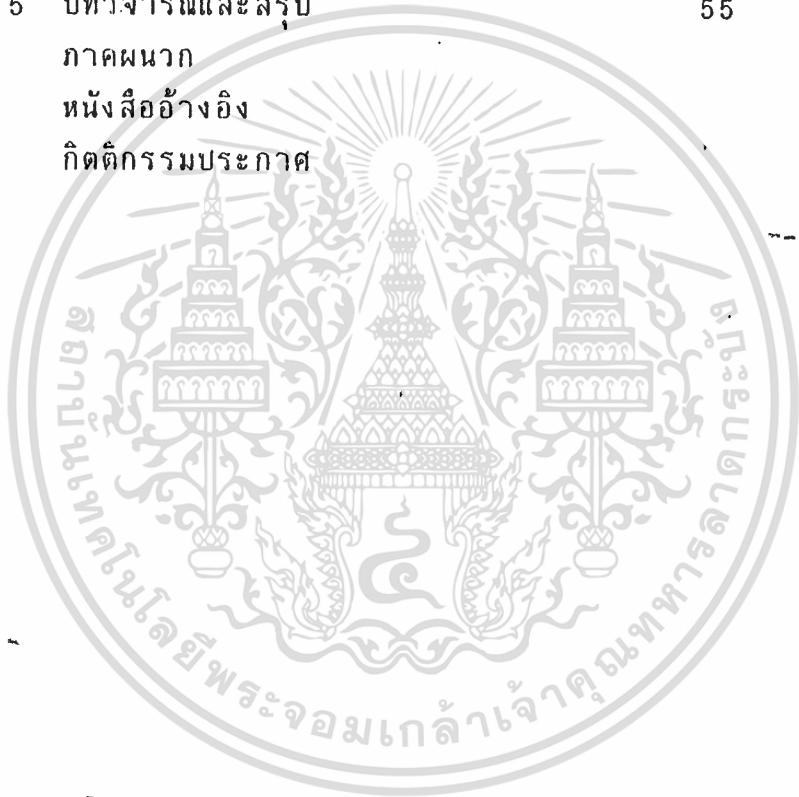 5 บทวิจารณ์และสรุป 55
ภาคผนวก
หนังสืออ้างอิง
กิตติกรรมประกาศ
สถาบันเทคโนโลยีพระจอมเกล้าเจ้าคุณทหารลาดกระบัง